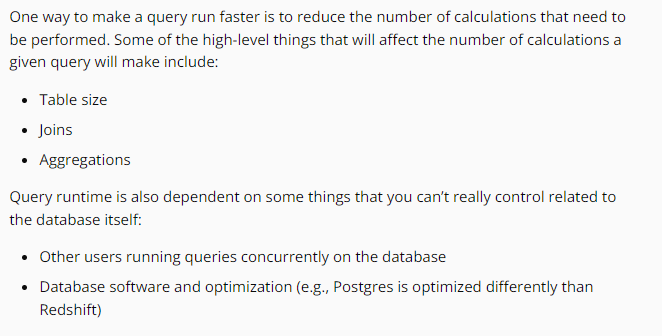 One way to make a query run faster is to reduce the number of calculations that need to
be performed. Some of the high-level things that will affect the number of calculations a
given query will make include:
• Table size
• Joins
• Aggregations
Query runtime is also dependent on some things that you can’t really control related to
the database itself:
• Other users running queries concurrently on the database
• Database software and optimization (e.g., Postgres is optimized differently than
Redshift)